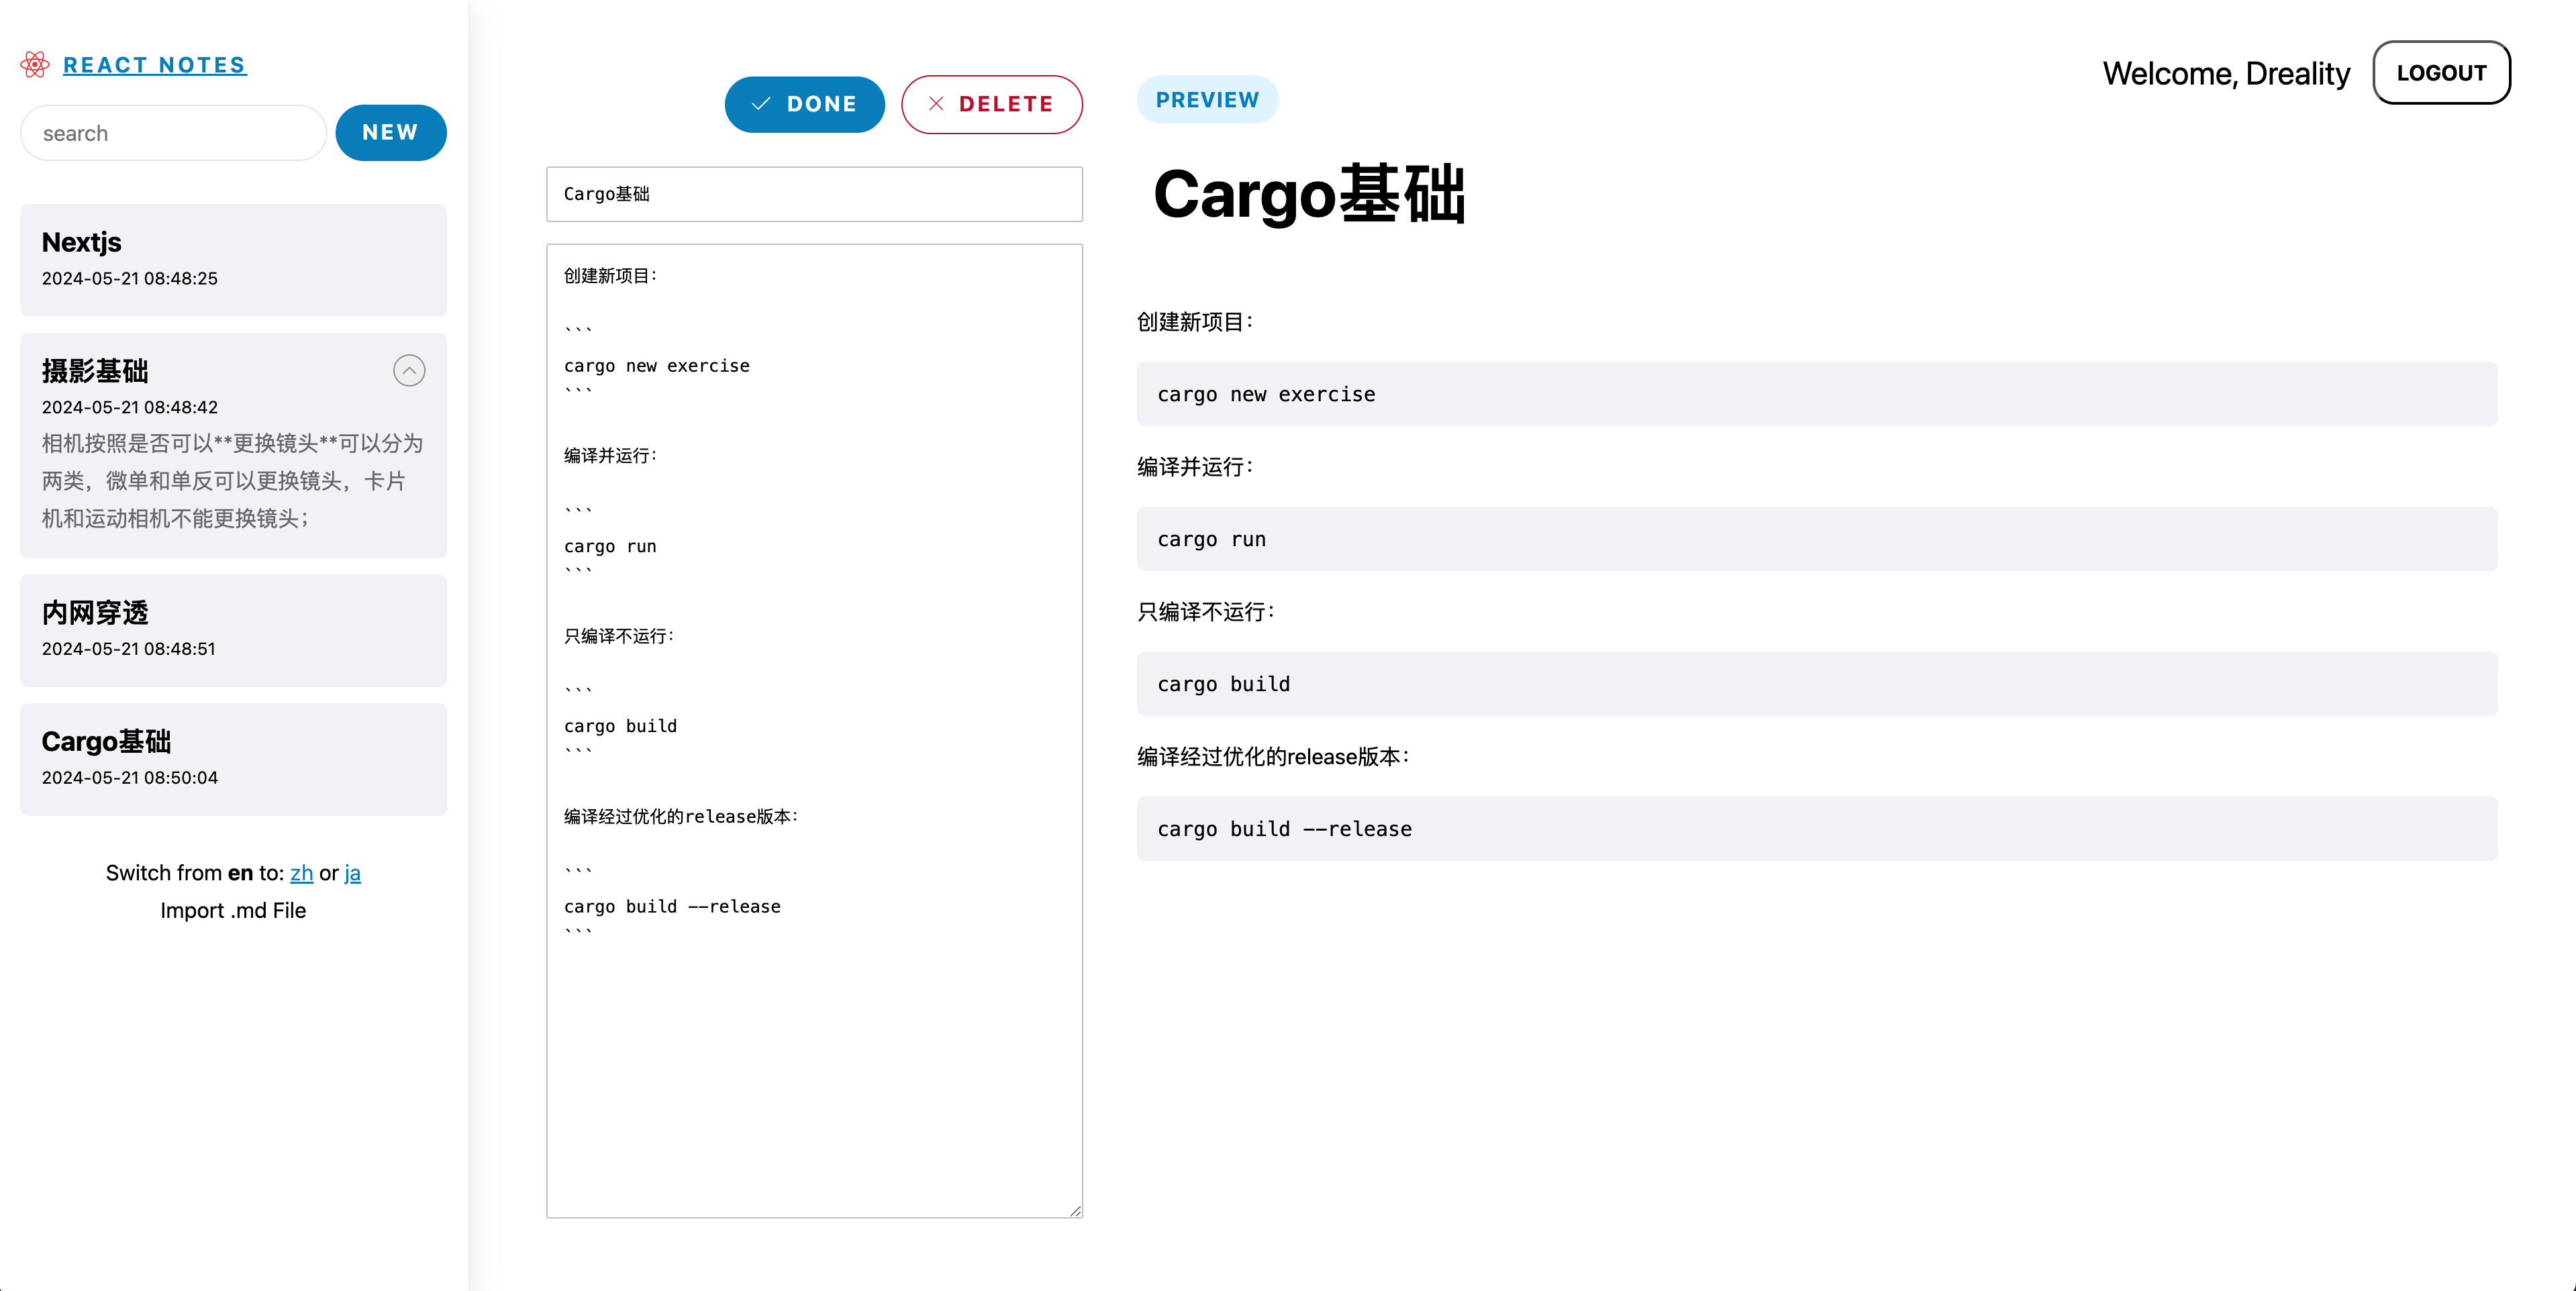 REACT NOTES
search
NEW
Nextjs
2024-05-21 08:48:25
摄影基础
2024-05-21 08:48:42
相机按照是否可以**更换镜头**可以分为
两类，微单和单反可以更换镜头，卡片
机和运动相机不能更换镜头；
内网穿透
2024-05-21 08:48:51
Cargo基础
2024-05-21 08:50:04
Switch from en to: zh or ja
Import .md File
DONE
DELETE
Cargo基础
创建新项目：
```
cargo new exercise
```
编译并运行：
```
cargo run
```
只编译不运行：
```
cargo build
```
编译经过优化的release版本：
```
cargo build --release
```
PREVIEW
Welcome, Dreality
LOGOUT
Cargo基础
创建新项目：
cargo new exercise
编译并运行：
cargo run
只编译不运行：
cargo build
编译经过优化的release版本：
cargo build --release